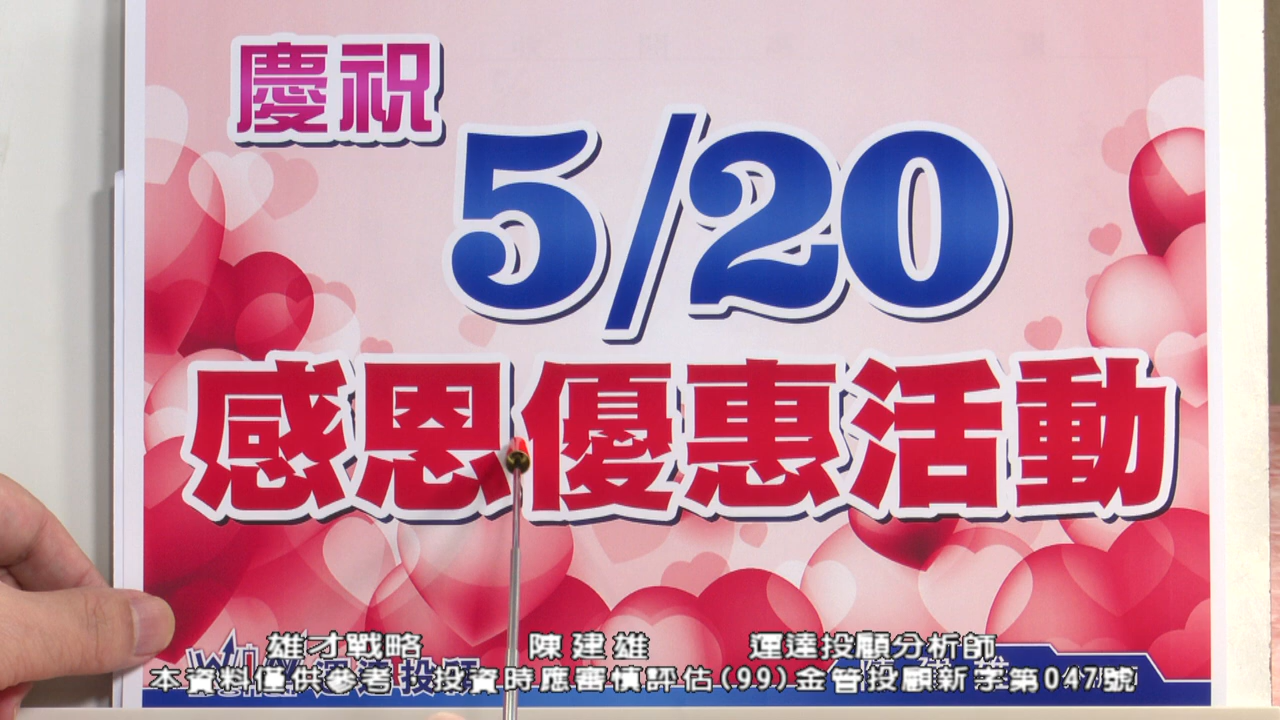 慶祝
5/20
感恩優惠活動
雄才戰略 陳建雄 運達投顧分析師
本資料僅供參考,投資時應審慎評估(99)金管投顧新字第047號